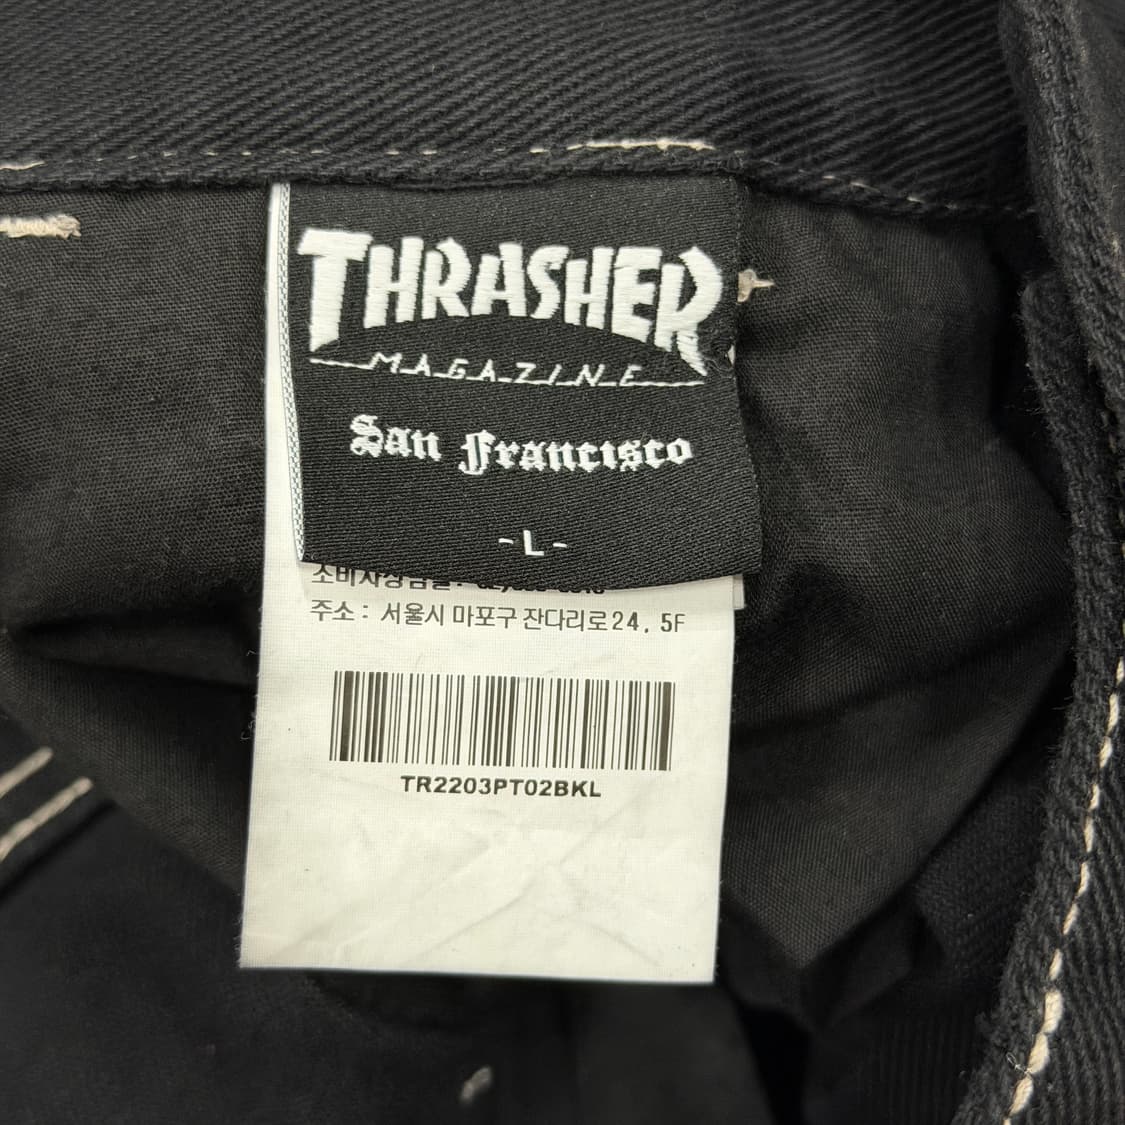 THRASHER
MAGAZINE
San Francisco
- L -
주소 : 서울시 마포구 잔다리로24, 5F
TR2203PT02BKL